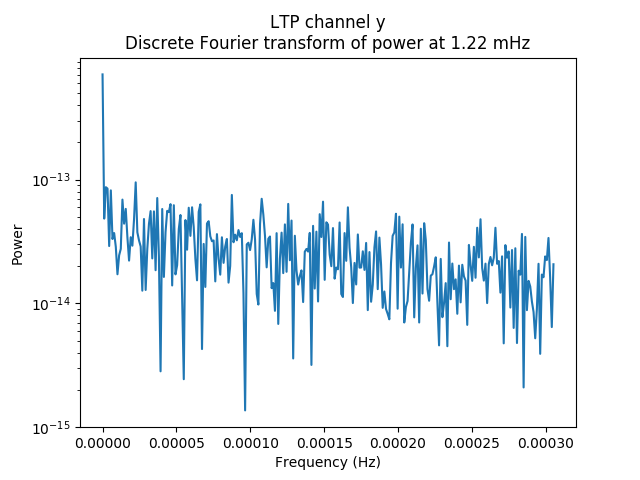 LTP channel y
Discrete Fourier transform of power at 1.22 mHz
Power
10⁻¹³
10⁻¹⁴
10⁻¹⁵
0.00000 0.00005 0.00010 0.00015 0.00020 0.00025 0.00030
Frequency (Hz)